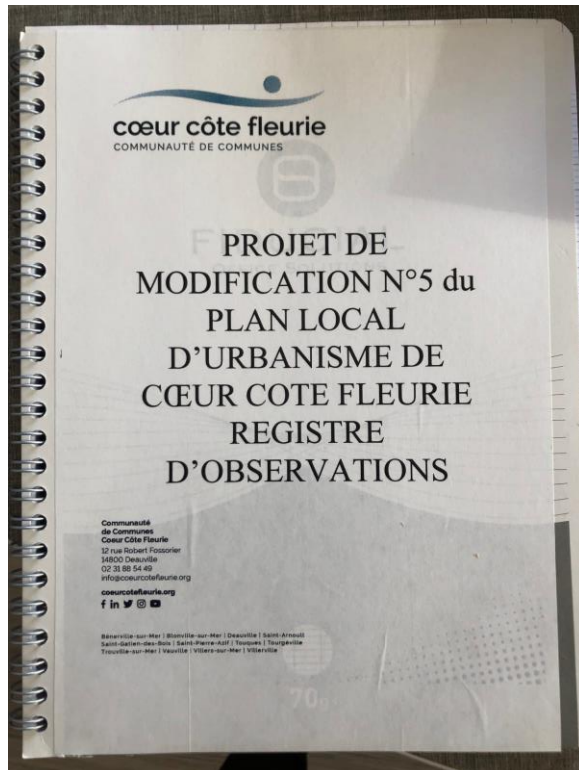 cœur côte fleurie
COMMUNAUTÉ DE COMMUNES
PROJET DE
MODIFICATION N°5 du
PLAN LOCAL
D'URBANISME DE
CŒUR COTE FLEURIE
REGISTRE
D'OBSERVATIONS
Communauté
de Communes
Coeur Côte Fleurie
12 rue Robert Fossorier
14800 Deauville
02 31 88 54 49
info@coeurcotefleurie.org
coeurcotefleurie.org
Bénerville-sur-Mer | Blonville-sur-Mer | Deauville | Saint-Arnoult
Saint-Gatien-des-Bois | Saint-Pierre-Azif | Touques | Tourgéville
Trouville-sur-Mer | Vauville | Villers-sur-Mer | Villerville
70g